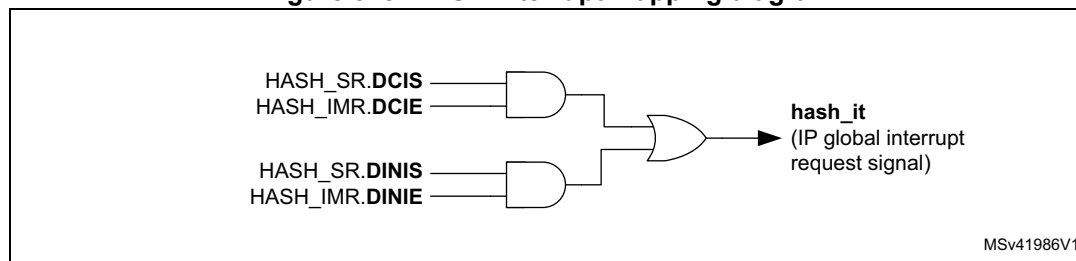 HASH_SR.DCIS
HASH_IMR.DCIE
HASH_SR.DINIS
HASH_IMR.DINIE
hash_it
(IP global interrupt
request signal)
MSv41986V1